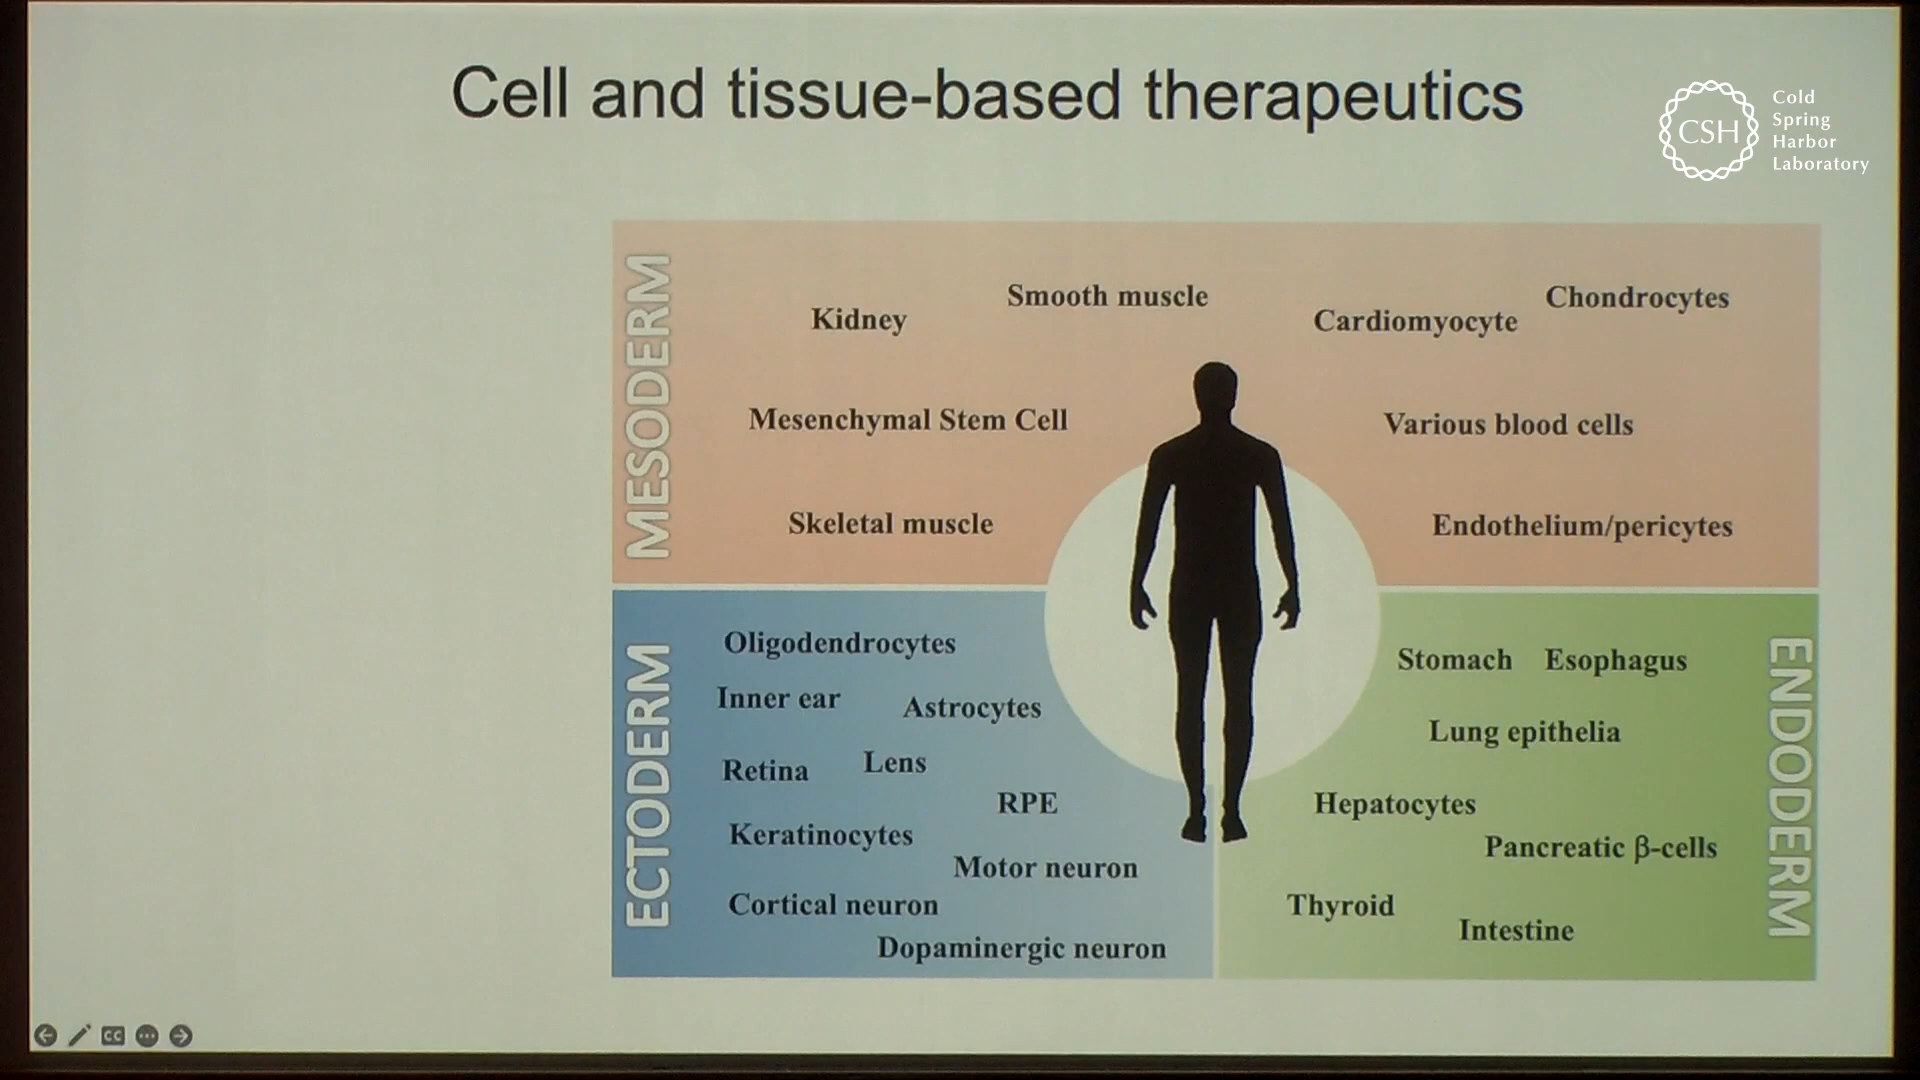 Cell and tissue-based therapeutics
CSH
Cold
Spring
Harbor
Laboratory
MESODERM
Kidney
Smooth muscle
Cardiomyocyte
Chondrocytes
Mesenchymal Stem Cell
Various blood cells
Skeletal muscle
Endothelium/pericytes
ECTODERM
Oligodendrocytes
Inner ear
Astrocytes
Retina
Lens
RPE
Keratinocytes
Motor neuron
Cortical neuron
Dopaminergic neuron
ENDODERM
Stomach
Esophagus
Lung epithelia
Hepatocytes
Pancreatic β-cells
Thyroid
Intestine
CC